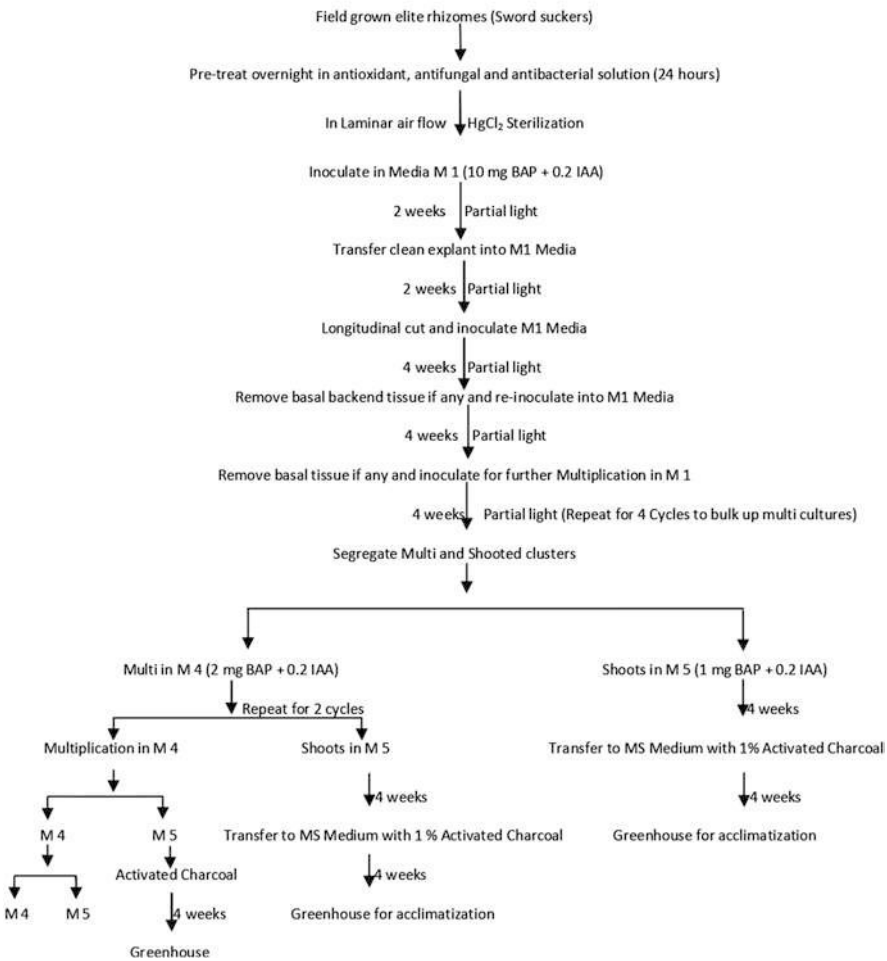 Field grown elite rhizomes (Sword suckers)
Pre-treat overnight in antioxidant, antifungal and antibacterial solution (24 hours)
In Laminar air flow HgCl₂ Sterilization
Inoculate in Media M 1 (10 mg BAP + 0.2 IAA)
2 weeks Partial light
Transfer clean explant into M1 Media
2 weeks Partial light
Longitudinal cut and inoculate M1 Media
4 weeks Partial light
Remove basal backend tissue if any and re-inoculate into M1 Media
4 weeks Partial light
Remove basal tissue if any and inoculate for further Multiplication in M 1
4 weeks Partial light (Repeat for 4 Cycles to bulk up multi cultures)
Segregate Multi and Shooted clusters
Multi in M 4 (2 mg BAP + 0.2 IAA) Shoots in M 5 (1 mg BAP + 0.2 IAA)
Repeat for 2 cycles 4 weeks
Multiplication in M 4 Shoots in M 5 Transfer to MS Medium with 1% Activated Charcoal
4 weeks 4 weeks
M 4 M 5 Transfer to MS Medium with 1 % Activated Charcoal Greenhouse for acclimatization
Activated Charcoal 4 weeks
M 4 M 5 4 weeks Greenhouse for acclimatization
Greenhouse